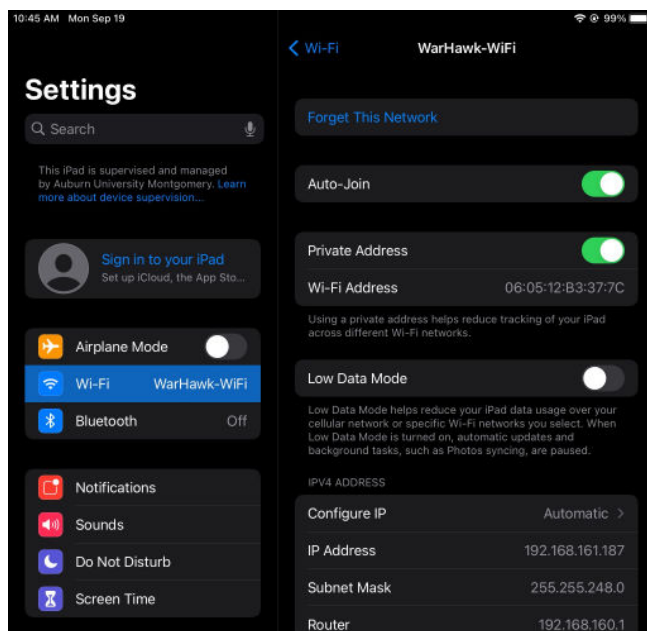 10:45 AM Mon Sep 19
99%
Settings
Search
This iPad is supervised and managed
by Auburn University Montgomery. Learn
more about device supervision...
Sign in to your iPad
Set up iCloud, the App Sto...
Airplane Mode
Wi-Fi WarHawk-WiFi
Bluetooth Off
Notifications
Sounds
Do Not Disturb
Screen Time
Wi-Fi WarHawk-WiFi
Forget This Network
Auto-Join
Private Address
Wi-Fi Address 06:05:12:B3:37:7C
Using a private address helps reduce tracking of your iPad
across different Wi-Fi networks.
Low Data Mode
Low Data Mode helps reduce your iPad data usage over your
cellular network or specific Wi-Fi networks you select. When
Low Data Mode is turned on, automatic updates and
background tasks, such as Photos syncing, are paused.
IPV4 ADDRESS
Configure IP Automatic
IP Address 192.168.161.187
Subnet Mask 255.255.248.0
Router 192.168.160.1